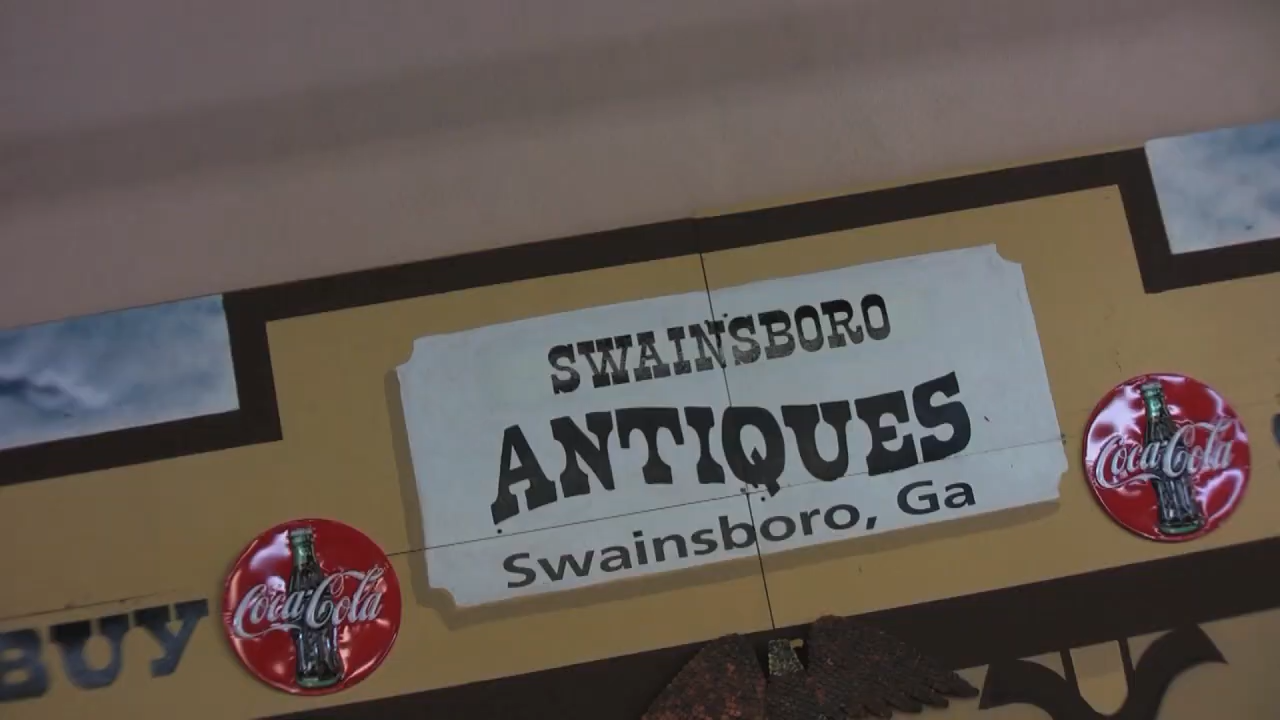 SWAINSBORO
ANTIQUES
Swainsboro, Ga
BUY
Coca-Cola
Coca-Cola